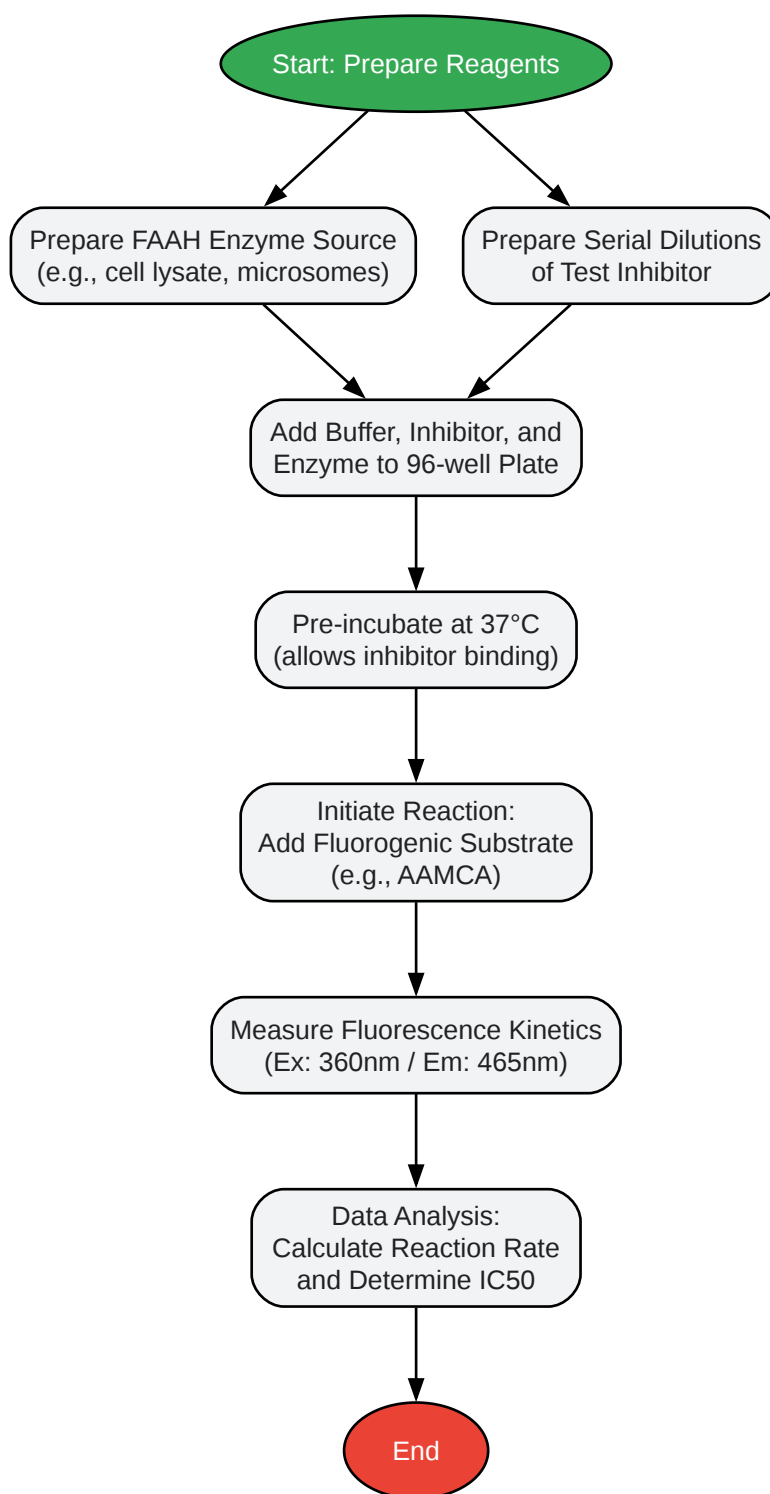 Start: Prepare Reagents
Prepare FAAH Enzyme Source
(e.g., cell lysate, microsomes)
Prepare Serial Dilutions
of Test Inhibitor
Add Buffer, Inhibitor, and
Enzyme to 96-well Plate
Pre-incubate at 37°C
(allows inhibitor binding)
Initiate Reaction:
Add Fluorogenic Substrate
(e.g., AAMCA)
Measure Fluorescence Kinetics
(Ex: 360nm / Em: 465nm)
Data Analysis:
Calculate Reaction Rate
and Determine IC50
End